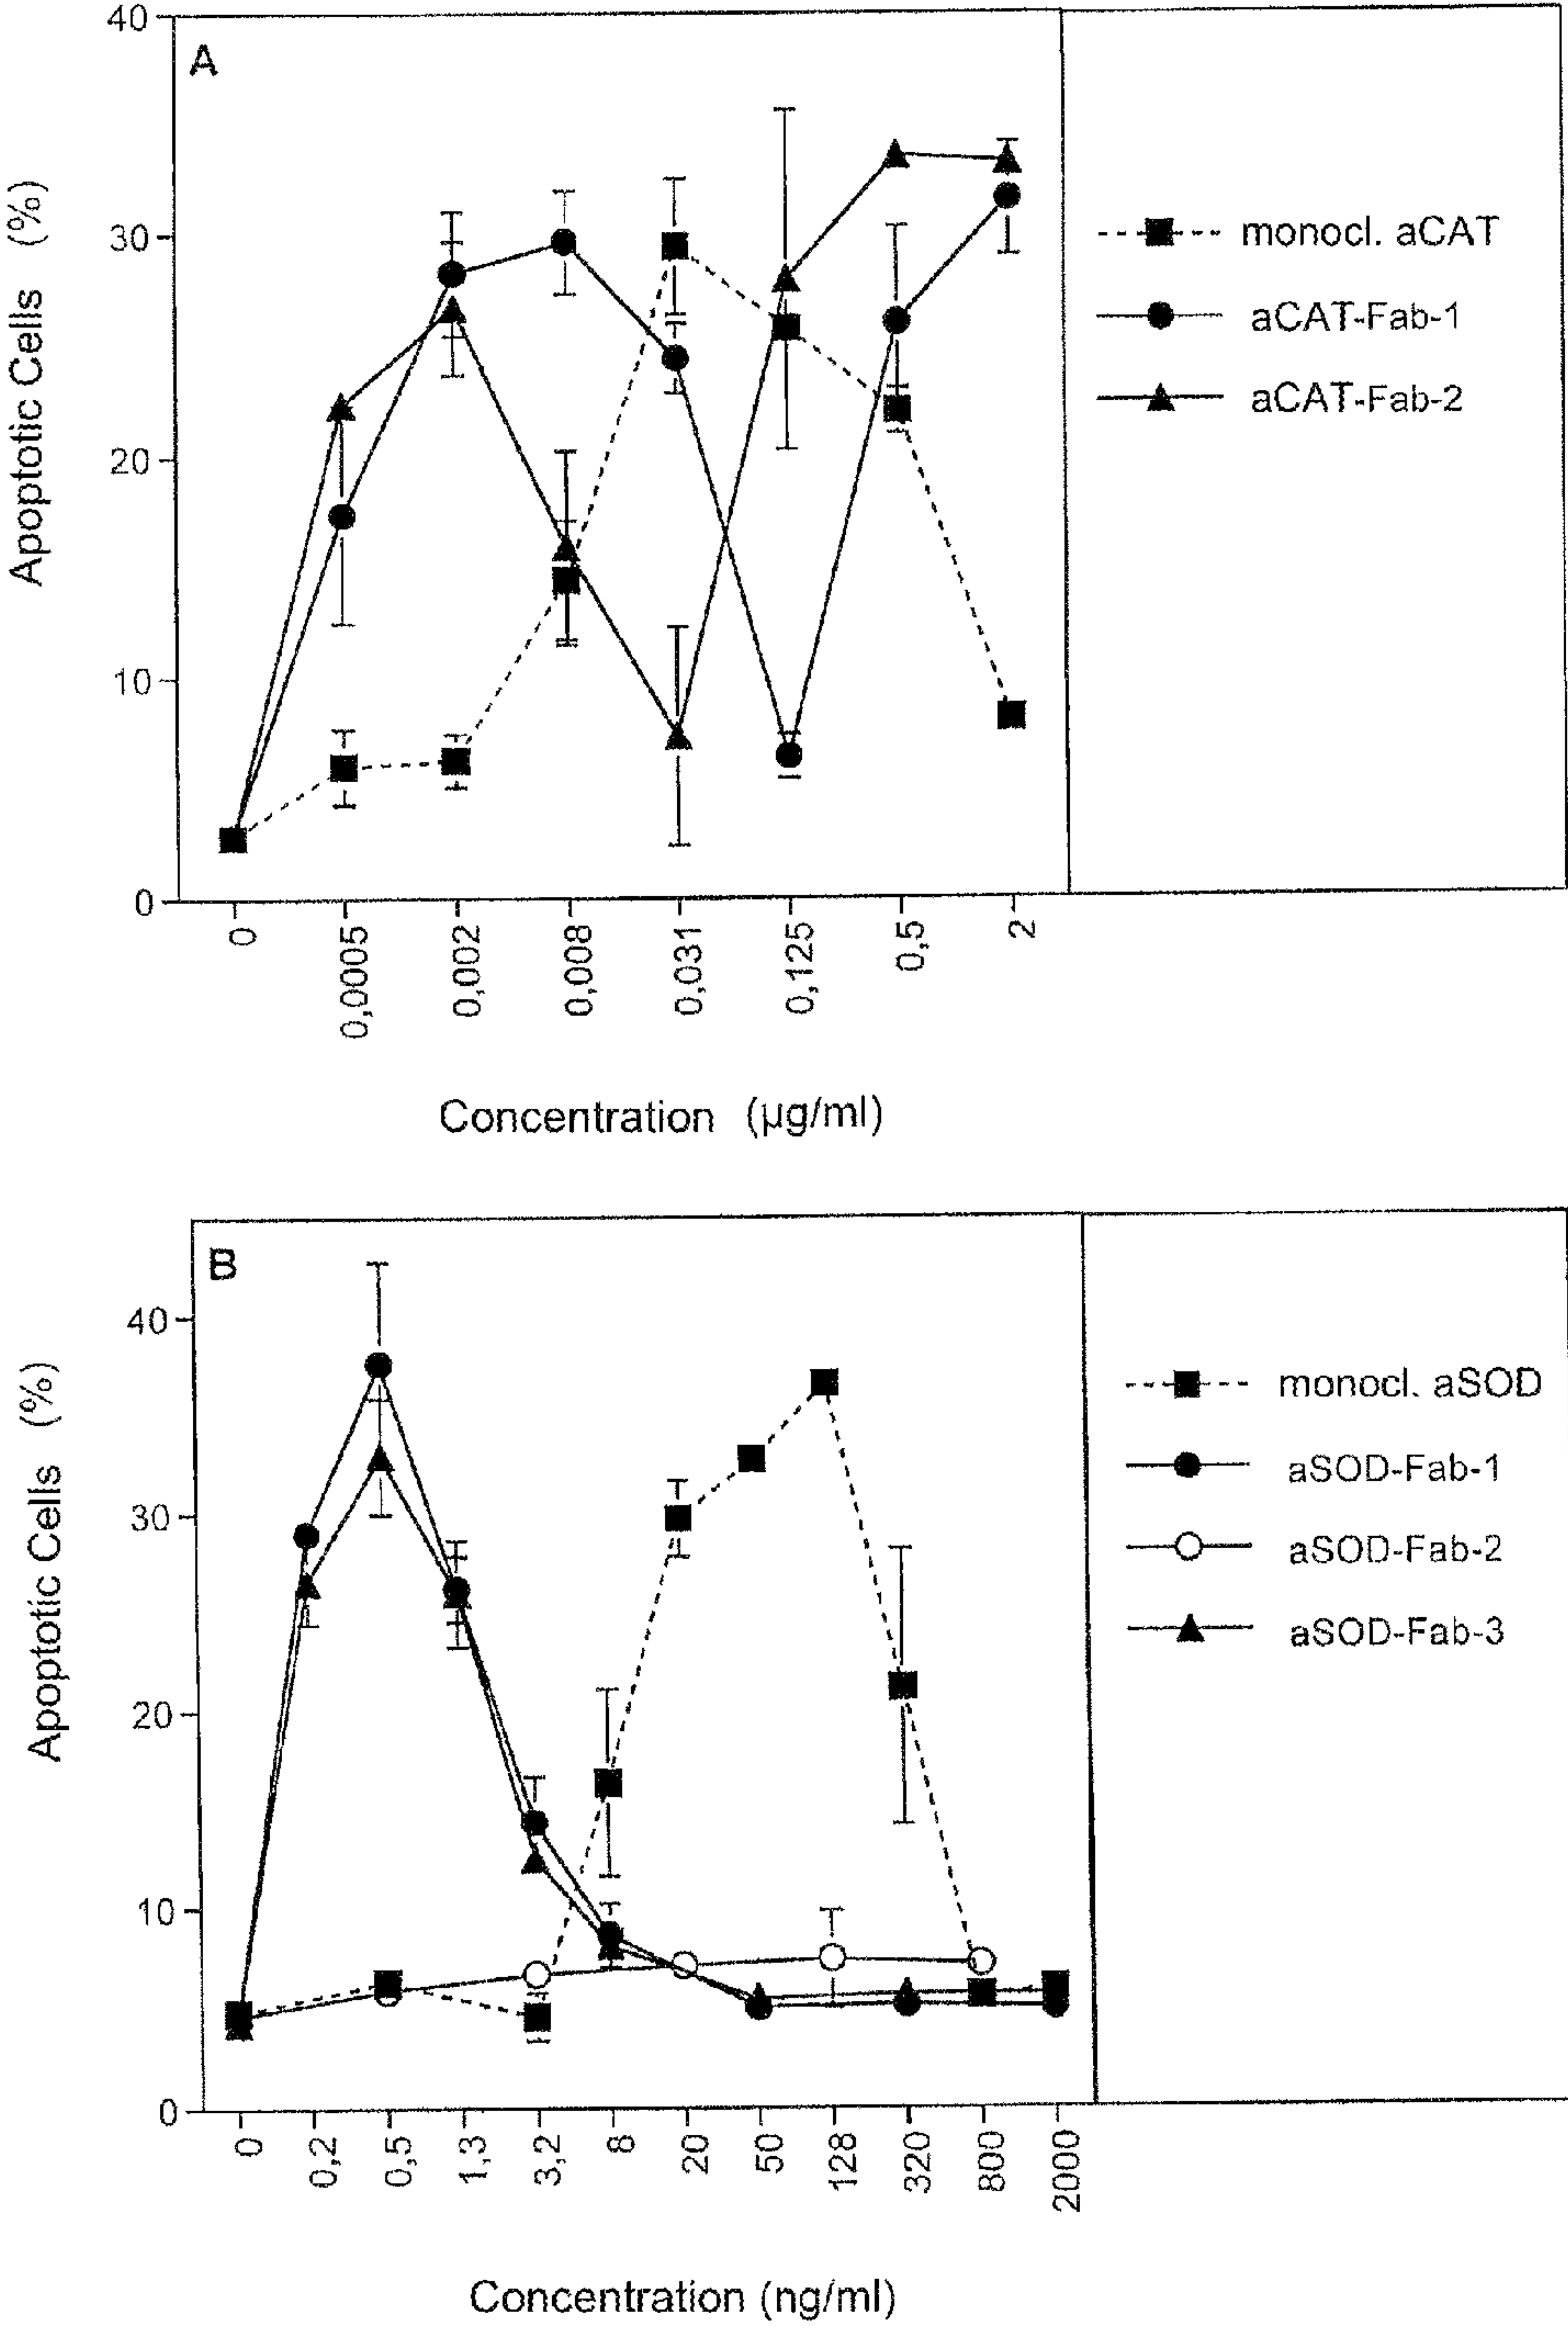 A
40
30
20
10
0
Apoptotic Cells (%)
0
0,0005
0,002
0,008
0,031
0,125
0,5
2
Concentration (µg/ml)
monocl. aCAT
aCAT-Fab-1
aCAT-Fab-2
B
40
30
20
10
0
Apoptotic Cells (%)
0
0,2
0,5
1,3
3,2
8
20
50
128
320
800
2000
Concentration (ng/ml)
monocl. aSOD
aSOD-Fab-1
aSOD-Fab-2
aSOD-Fab-3